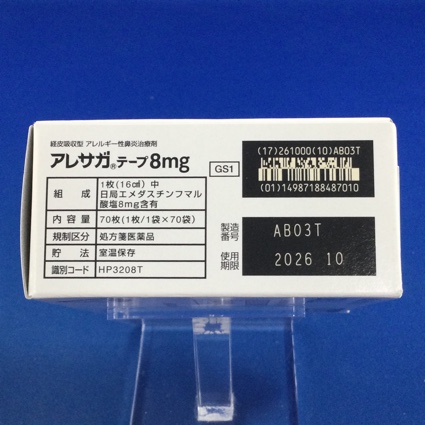 経皮吸収型 アレルギー性鼻炎治療剤
アレサガ®テープ8mg
GS1
組成 1枚(16c㎡)中
日局エメダスチンフマル
酸塩8mg含有
内容量 70枚(1枚/1袋×70袋)
規制区分 処方箋医薬品
貯法 室温保存
識別コード HP3208T
(17)261000(10)AB03T
(01)14987188487010
製造番号 AB03T
使用期限 2026 10